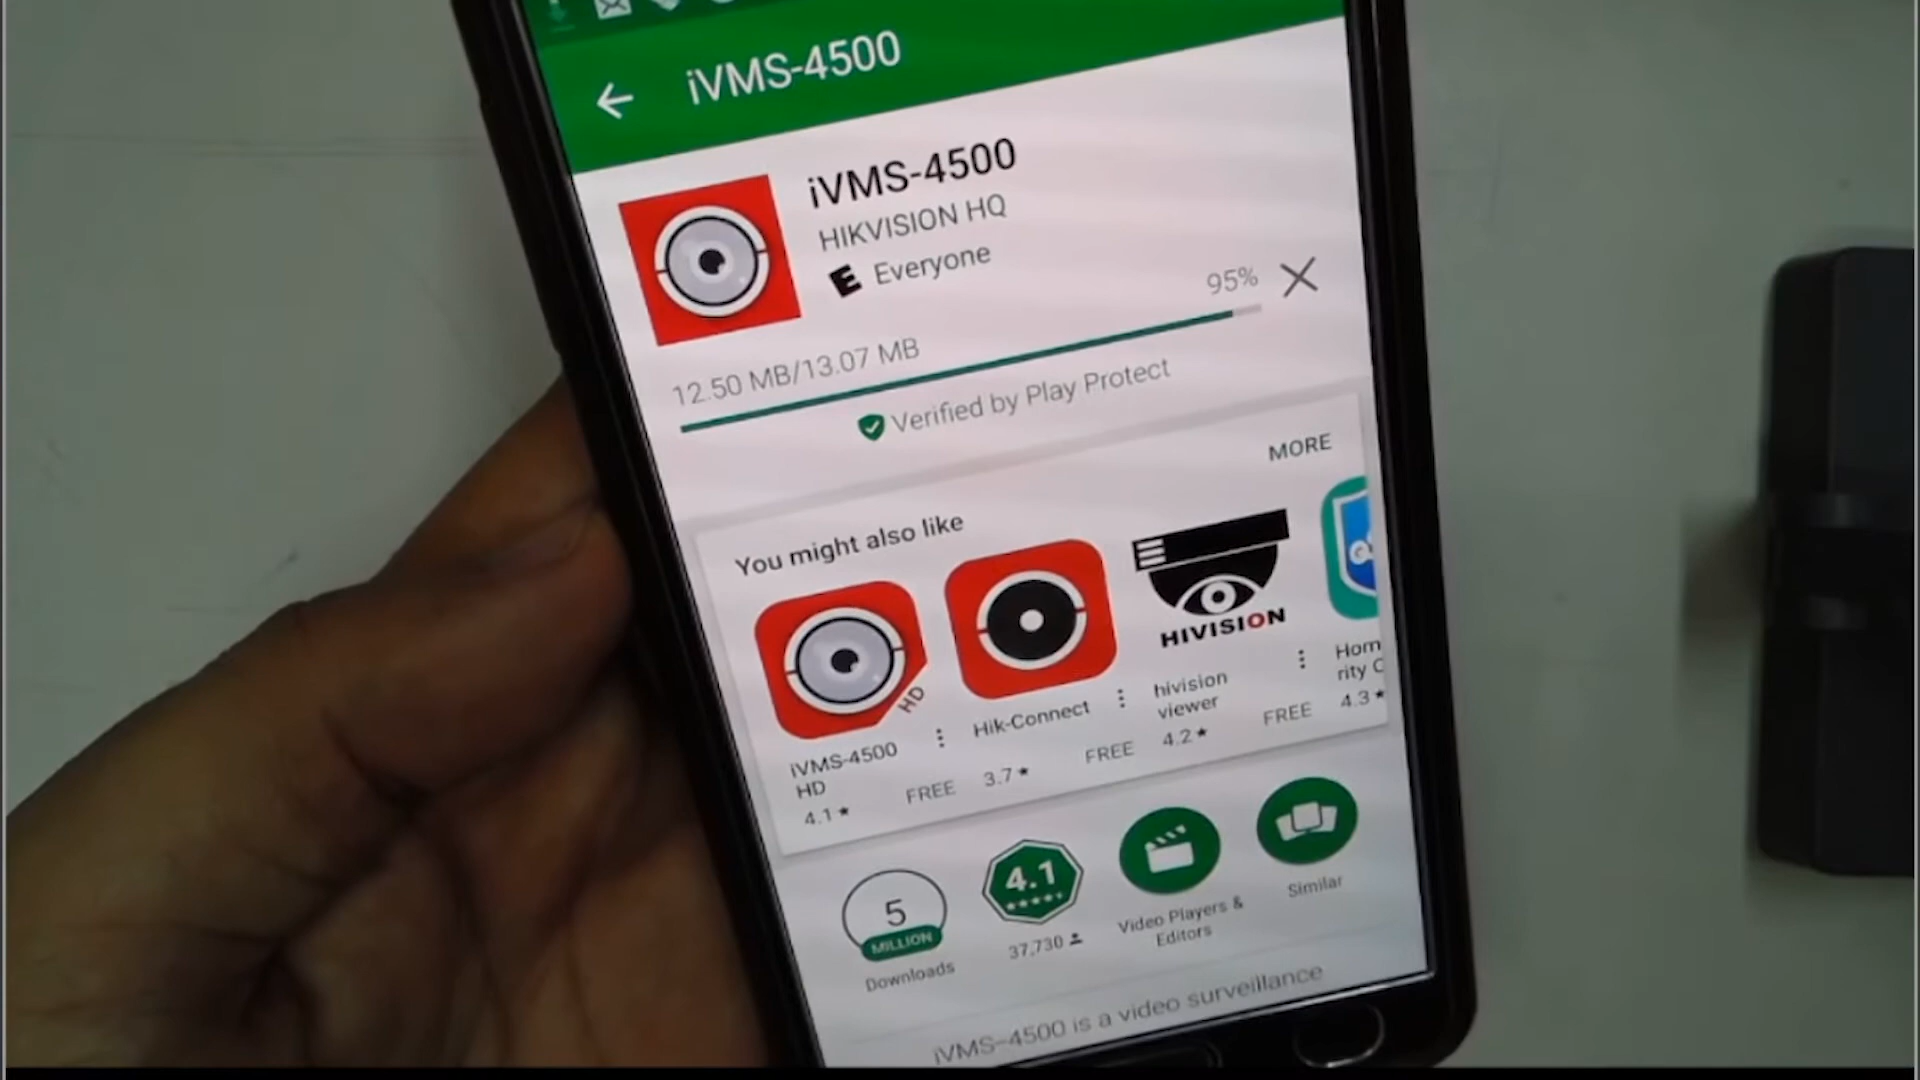 iVMS-4500
iVMS-4500
HIKVISION HQ
E Everyone
95%
12.50 MB/13.07 MB
Verified by Play Protect
MORE
You might also like
HD
HIVISION
iVMS-4500
HD
4.1★
FREE
Hik-Connect
3.7★
FREE
hivision
viewer
4.2★
FREE
Hom
rity C
4.3★
5
MILLION
Downloads
4.1
★★★★★
37,730
Video Players &
Editors
Similar
iVMS-4500 is a video surveillance